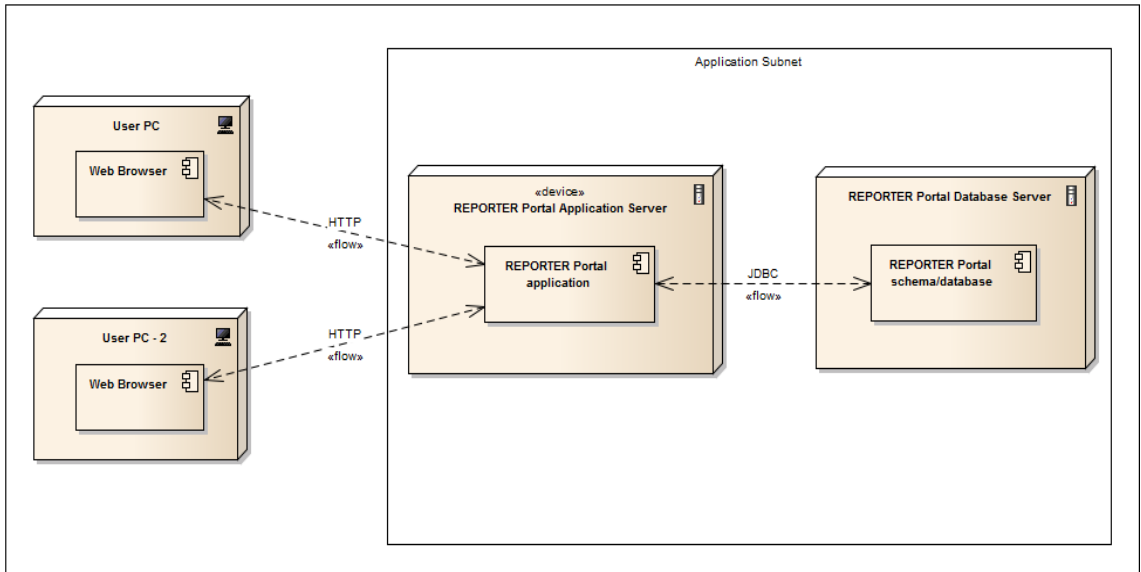 Application Subnet
User PC
Web Browser
HTTP
«flow»
User PC - 2
Web Browser
HTTP
«flow»
«device»
REPORTER Portal Application Server
REPORTER Portal
application
JDBC
«flow»
REPORTER Portal Database Server
REPORTER Portal
schema/database